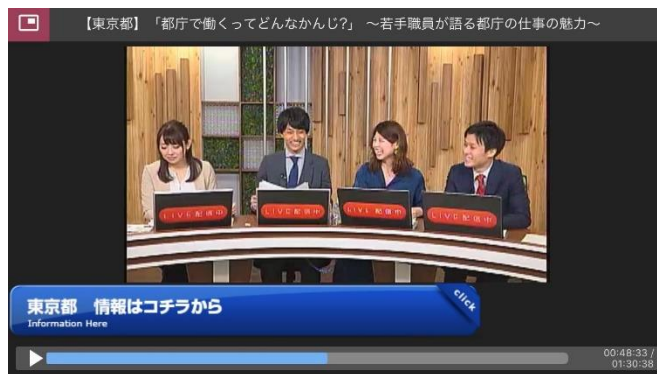 【東京都】「都庁で働くってどんなかんじ?」 〜若手職員が語る都庁の仕事の魅力〜
LIVE配信中
LIVE配信中
LIVE配信中
LIVE配信中
東京都 情報はコチラから
Information Here
click
00:48:33 /
01:30:38